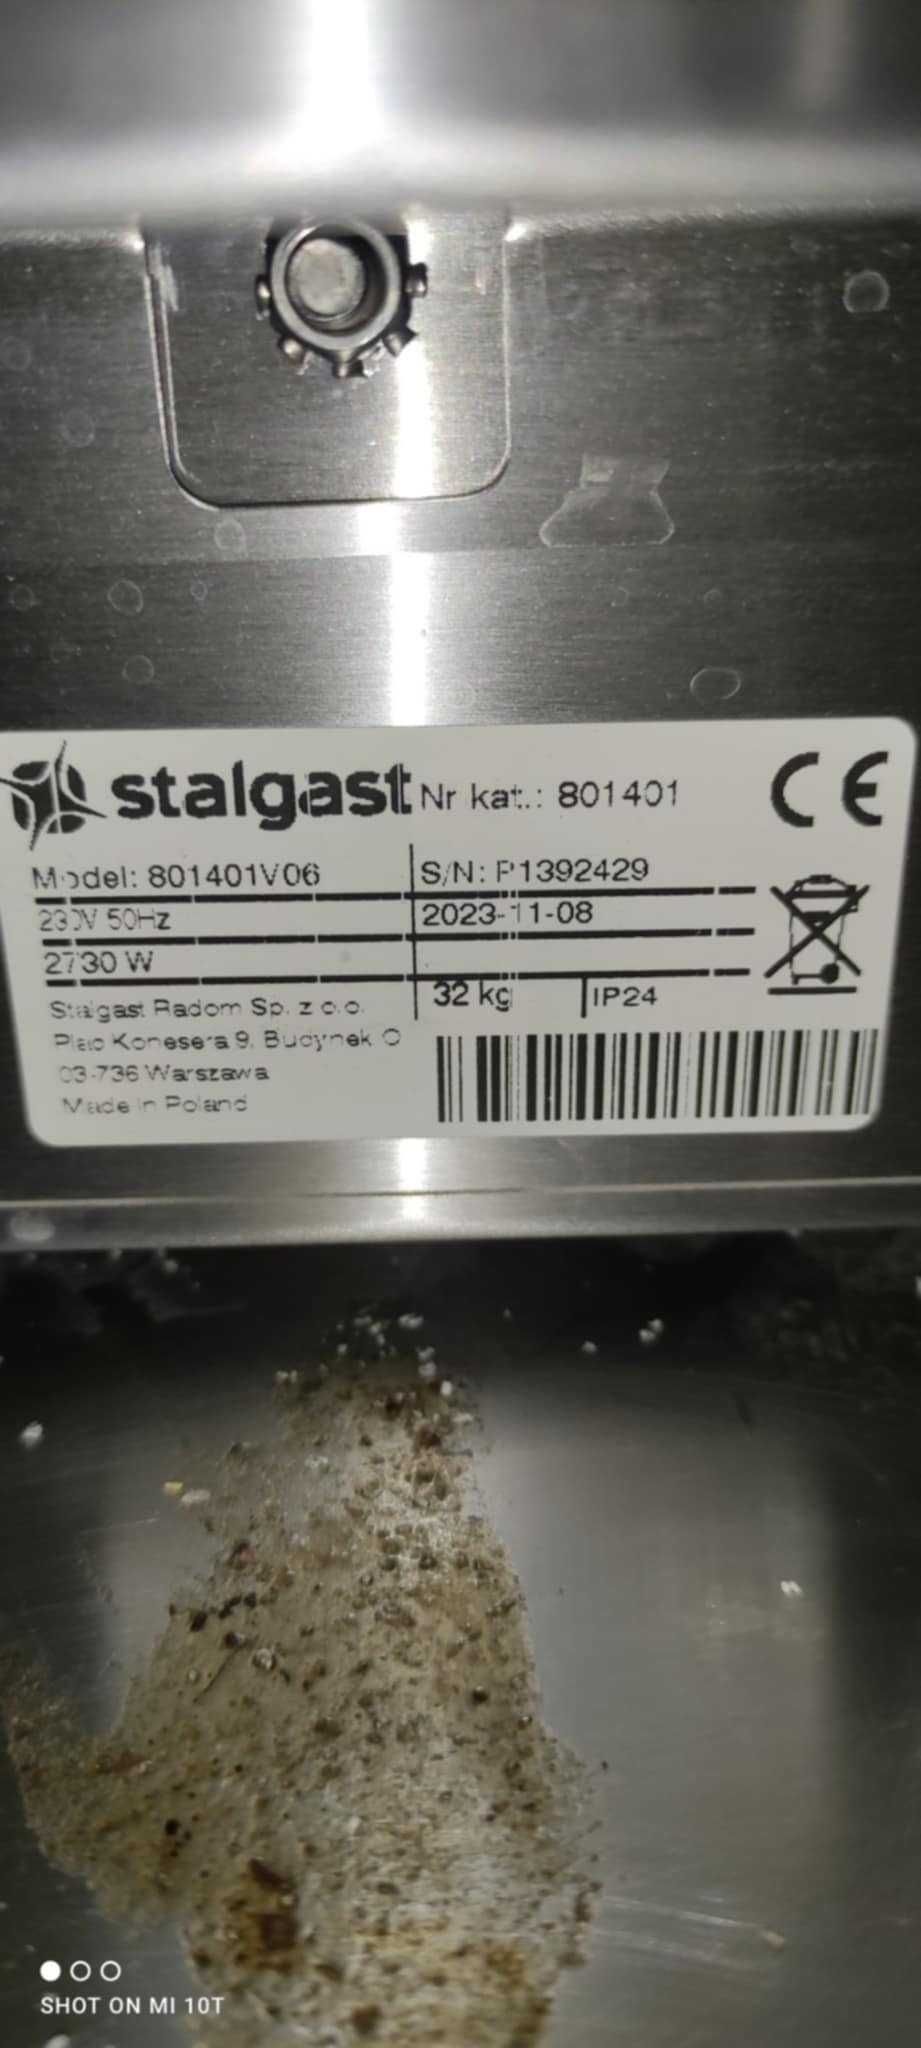 stalgast Nr kat.: 801401 CE
Model: 801401V06 S/N: P1392429
230V 50Hz 2023-11-08
2730 W
32 kg IP24
Stalgast Radom Sp. z o.o.
Plac Konesera 9, Budynek O
03-736 Warszawa
Made in Poland
SHOT ON MI 10T